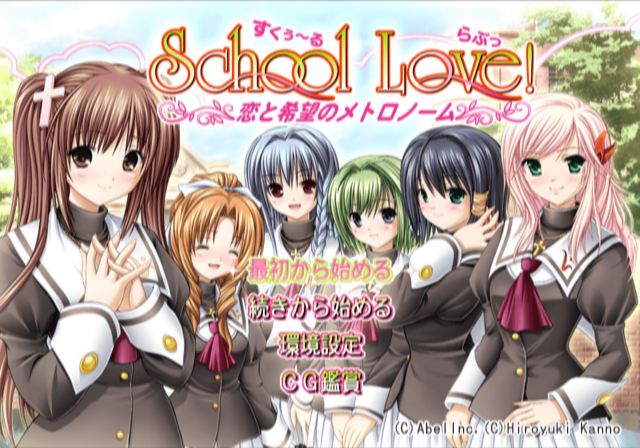 すくぅ~る らぶっ
School Love!
恋と希望のメトロノーム
最初から始める
続きから始める
環境設定
CG鑑賞
(C)AbelInc.(C)Hiroyuki Kanno